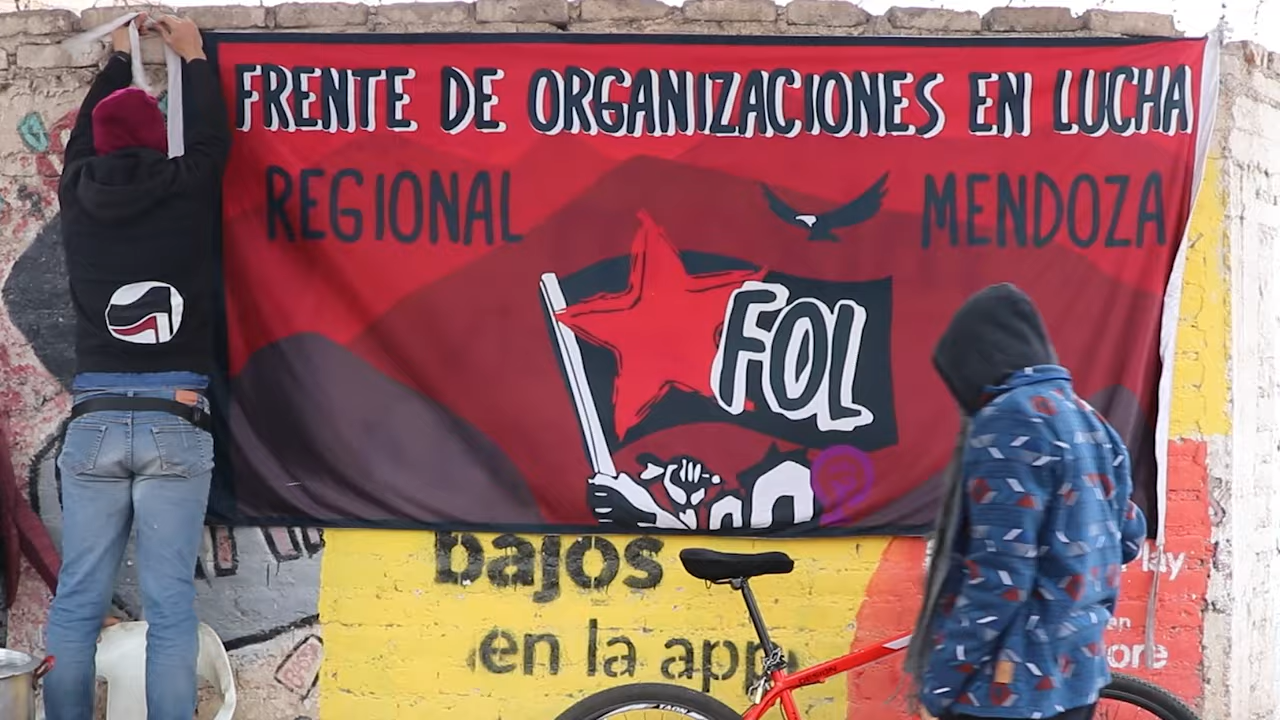 FRENTE DE ORGANIZACIONES EN LUCHA
REGIONAL MENDOZA
FOL
bajos
en la app